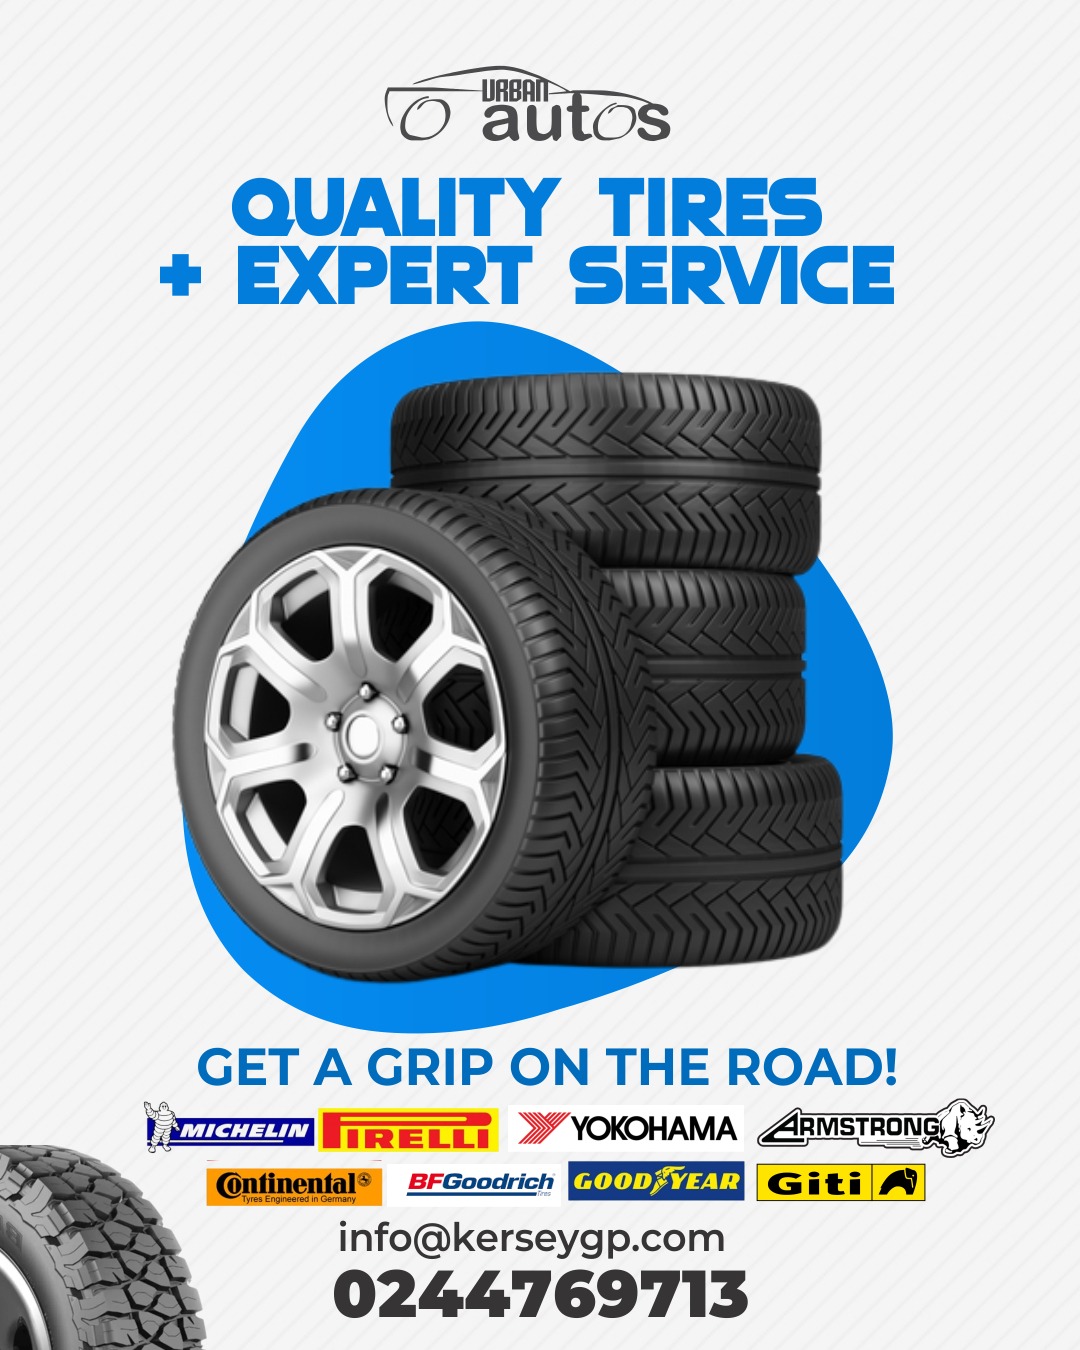 URBAN
autos
QUALITY TIRES
+ EXPERT SERVICE
GET A GRIP ON THE ROAD!
MICHELIN PIRELLI YOKOHAMA ARMSTRONG
Continental BFGoodrich GOODYEAR Giti
Tyres Engineered in Germany Tires
info@kerseygp.com
0244769713